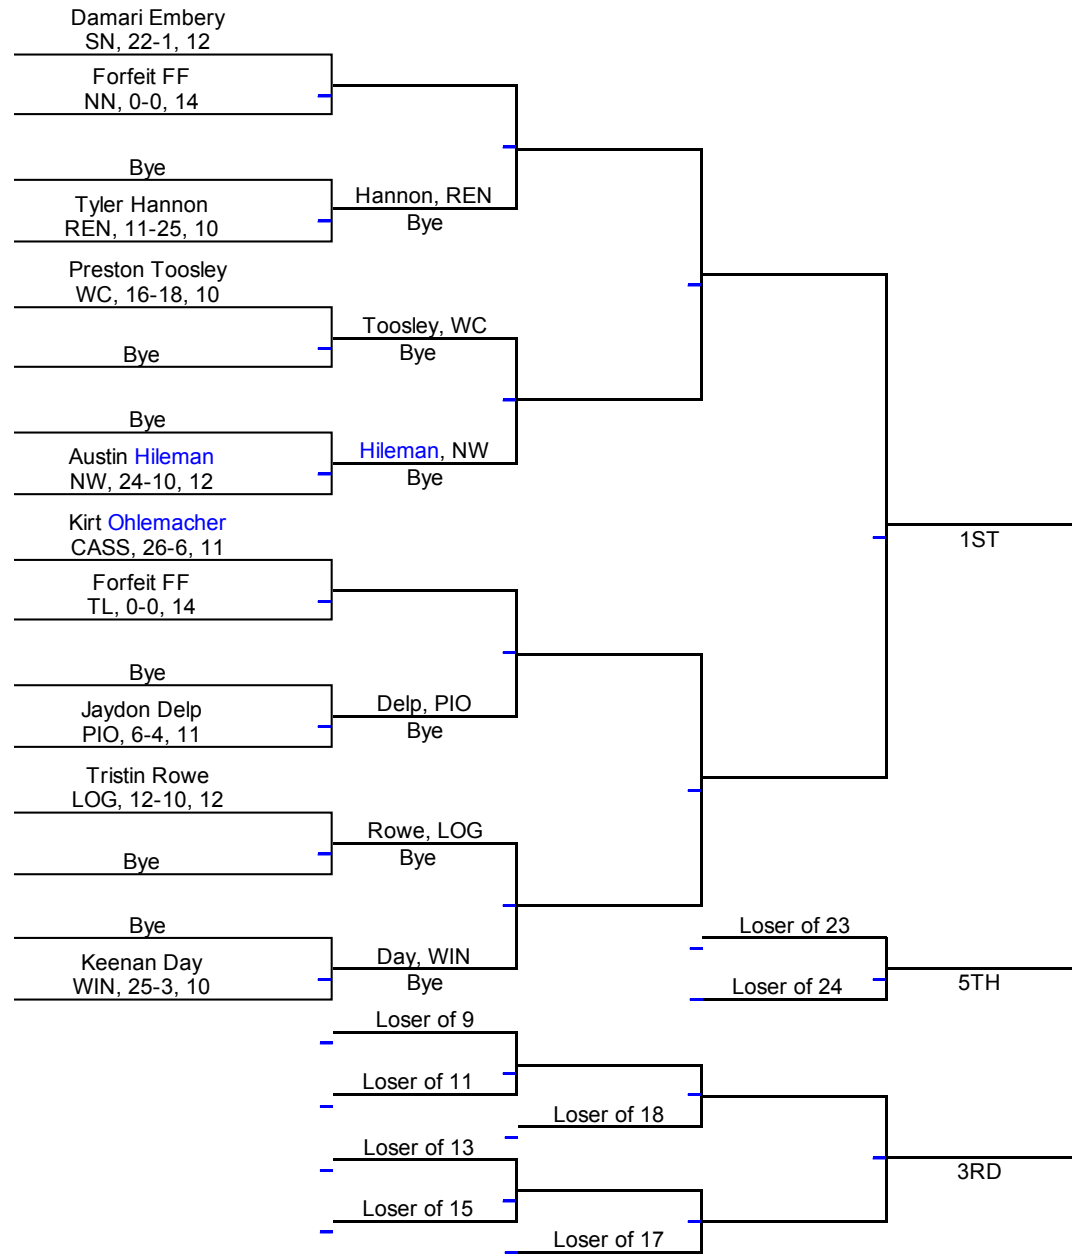 Damari Embery
SN, 22-1, 12
Forfeit FF
NN, 0-0, 14
Bye
Tyler Hannon
REN, 11-25, 10
Hannon, REN
Bye
Preston Toosley
WC, 16-18, 10
Bye
Toosley, WC
Bye
Bye
Austin Hileman
NW, 24-10, 12
Hileman, NW
Bye
Kirt Ohlemacher
CASS, 26-6, 11
1ST
Forfeit FF
TL, 0-0, 14
Bye
Jaydon Delp
PIO, 6-4, 11
Delp, PIO
Bye
Tristin Rowe
LOG, 12-10, 12
Bye
Rowe, LOG
Bye
Bye
Keenan Day
WIN, 25-3, 10
Day, WIN
Bye
Loser of 23
Loser of 24
5TH
Loser of 9
Loser of 11
Loser of 18
Loser of 13
Loser of 15
Loser of 17
3RD